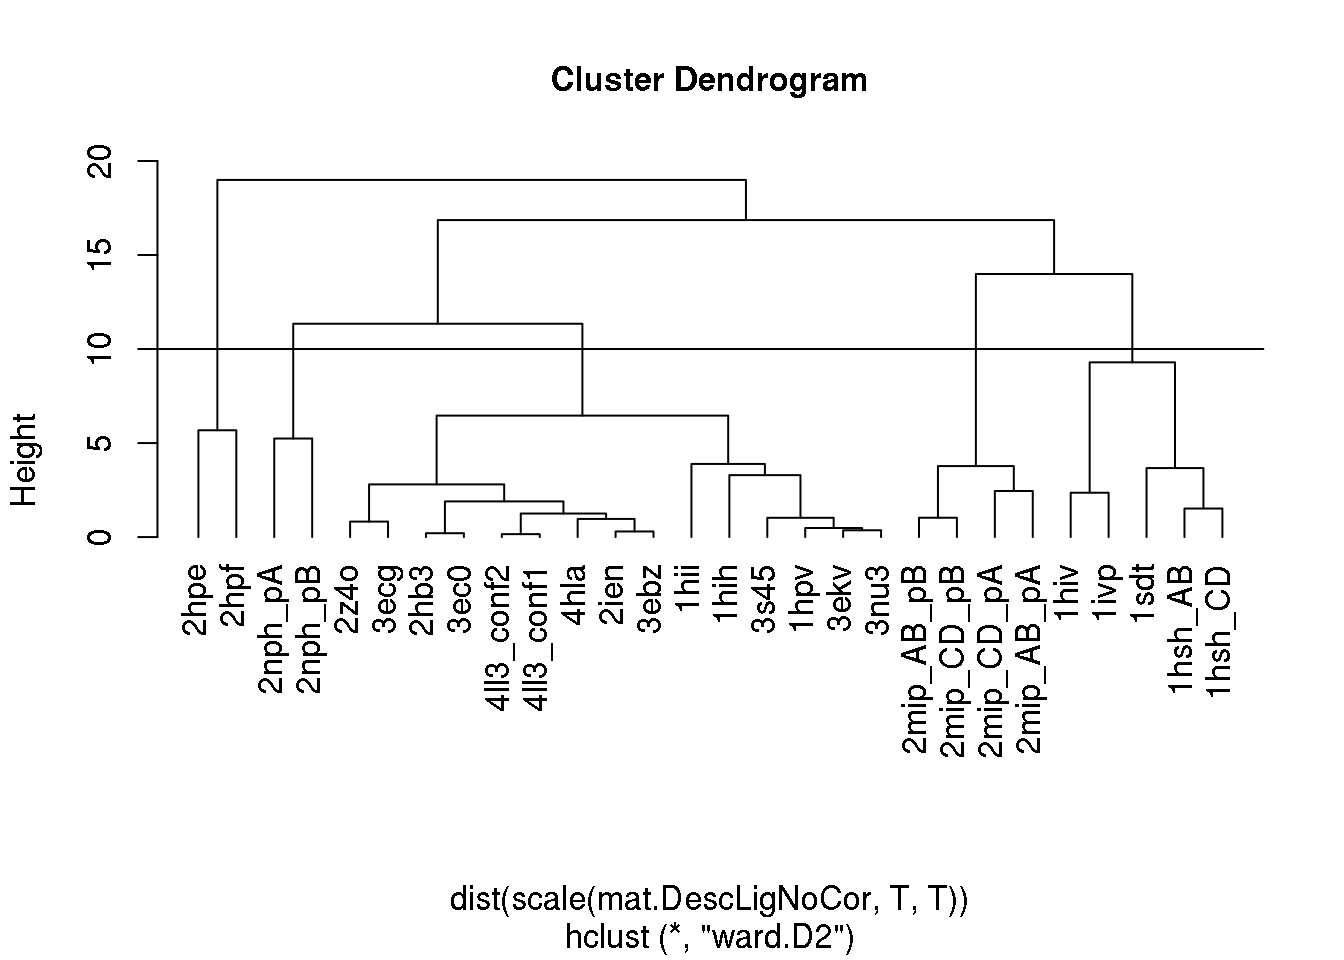 Cluster Dendrogram
Height
20
15
10
5
0
2hpe
2hpf
2nph_pA
2nph_pB
2z4o
3ecg
2hb3
3ec0
4ll3_conf2
4ll3_conf1
4hla
2ien
3ebz
1hii
1hih
3s45
1hpv
3ekv
3nu3
2mip_AB_pB
2mip_CD_pB
2mip_CD_pA
2mip_AB_pA
1hiv
1ivp
1sdt
1hsh_AB
1hsh_CD
dist(scale(mat.DescLigNoCor, T, T))
hclust (*, "ward.D2")